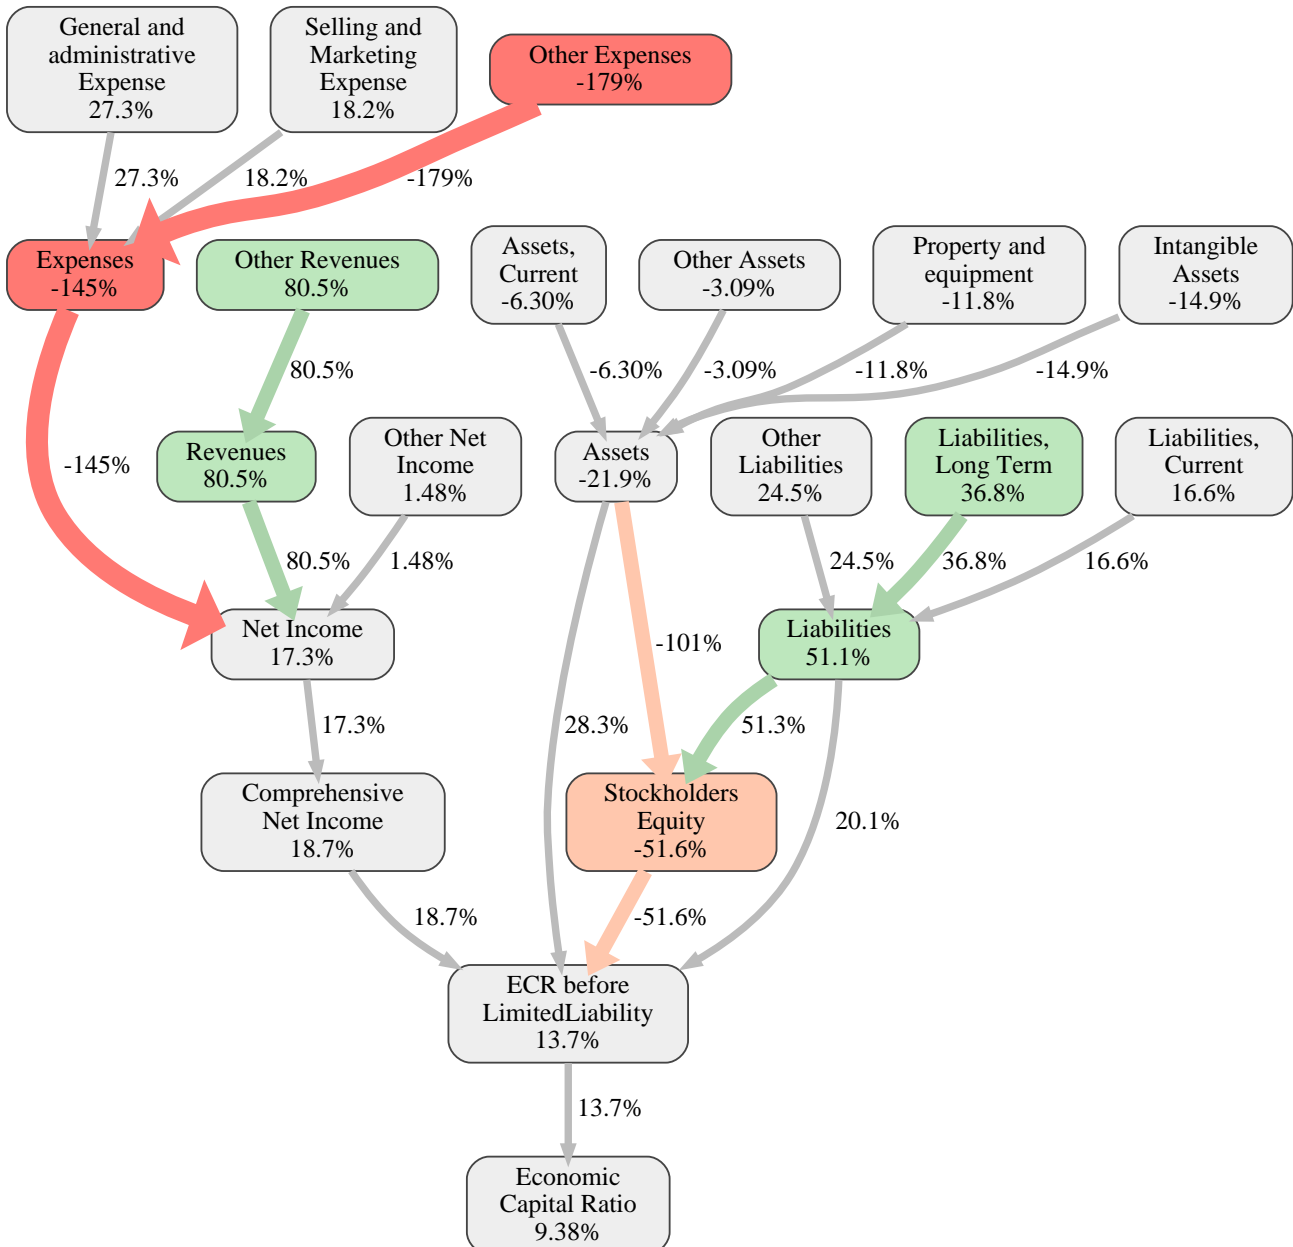 General and
administrative
Expense
27.3%
Selling and
Marketing
Expense
18.2%
Other Expenses
-179%
27.3%
18.2%
-179%
Expenses
-145%
Other Revenues
80.5%
Assets,
Current
-6.30%
Other Assets
-3.09%
Property and
equipment
-11.8%
Intangible
Assets
-14.9%
80.5%
-6.30%
-3.09%
-11.8%
-14.9%
-145%
Revenues
80.5%
Other Net
Income
1.48%
Assets
-21.9%
Other
Liabilities
24.5%
Liabilities,
Long Term
36.8%
Liabilities,
Current
16.6%
80.5%
1.48%
24.5%
36.8%
16.6%
Net Income
17.3%
-101%
Liabilities
51.1%
17.3%
28.3%
51.3%
Comprehensive
Net Income
18.7%
Stockholders
Equity
-51.6%
20.1%
18.7%
-51.6%
ECR before
LimitedLiability
13.7%
13.7%
Economic
Capital Ratio
9.38%